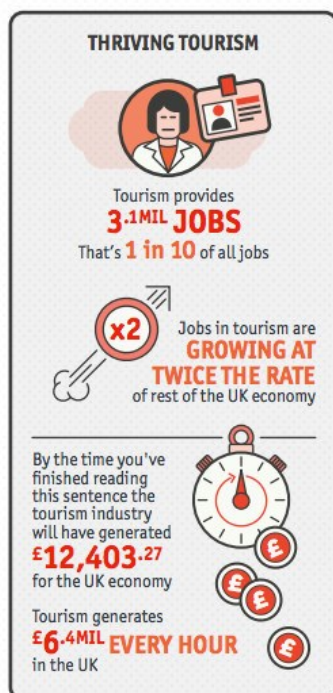 THRIVING TOURISM
Tourism provides
3.1MIL JOBS
That's 1 in 10 of all jobs
x2
Jobs in tourism are
GROWING AT
TWICE THE RATE
of rest of the UK economy
By the time you've
finished reading
this sentence the
tourism industry
will have generated
£12,403.27
for the UK economy
Tourism generates
£6.4MIL EVERY HOUR
in the UK
£
£
£
£